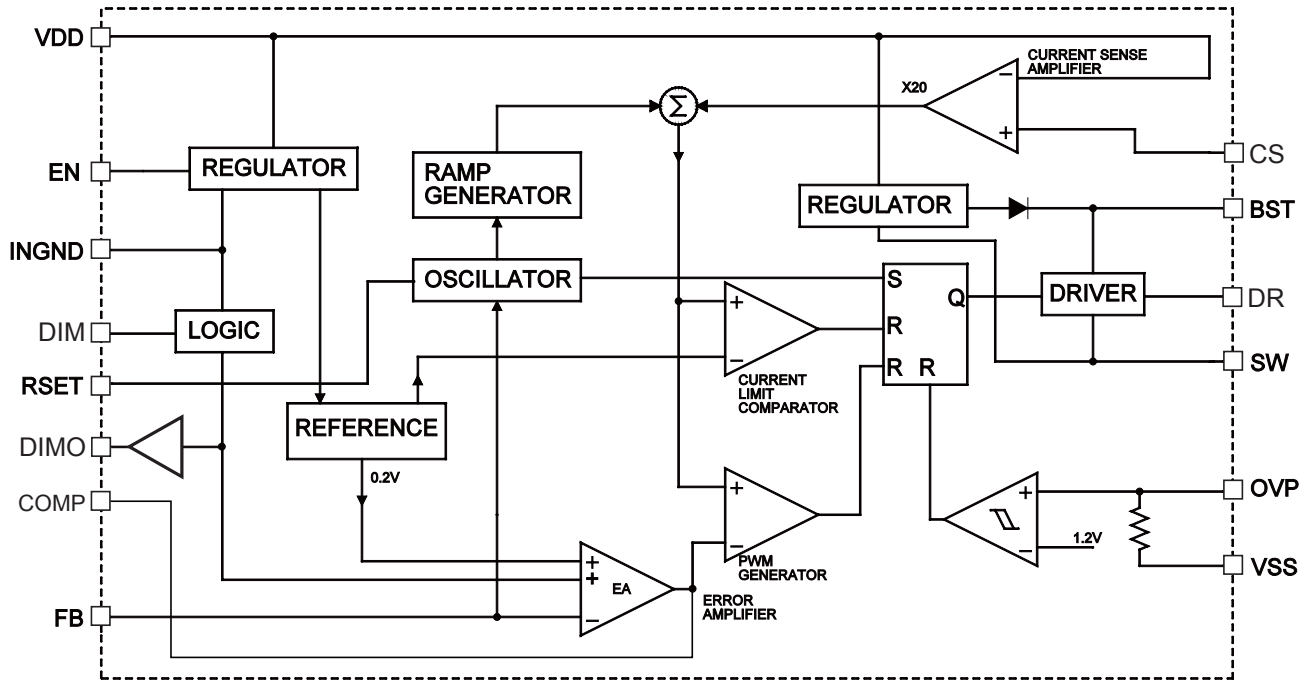 VDD
CURRENT SENSE
AMPLIFIER
X20
−
+
Σ
CS
EN
REGULATOR
RAMP
GENERATOR
REGULATOR
BST
INGND
OSCILLATOR
S
Q
DRIVER
DR
+
−
R
DIM
LOGIC
R R
SW
RSET
CURRENT
LIMIT
COMPARATOR
REFERENCE
DIMO
0.2V
COMP
+
−
PWM
GENERATOR
+
−
1.2V
OVP
VSS
+
+
−
EA
ERROR
AMPLIFIER
FB